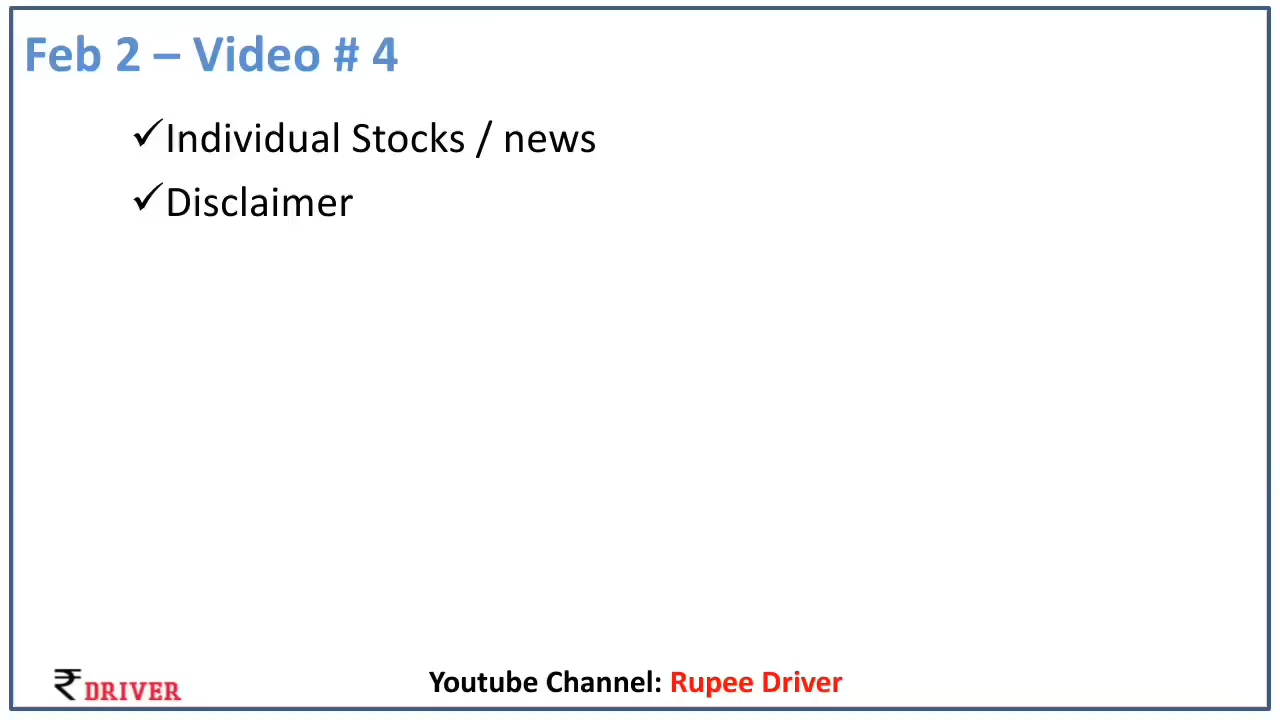 Feb 2 – Video # 4
✓Individual Stocks / news
✓Disclaimer
₹ DRIVER
Youtube Channel: Rupee Driver